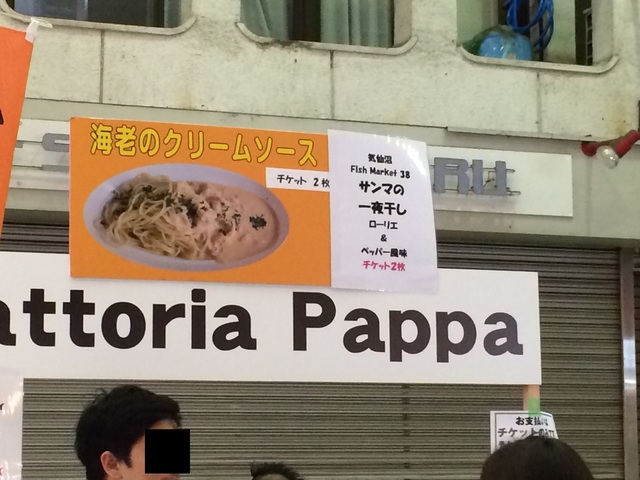 海老のクリームソース
チケット 2枚
気仙沼
Fish Market 38
サンマの
一夜干し
ローリエ
&
ペッパー風味
チケット2枚
attoria Pappa
お支払い
チケット